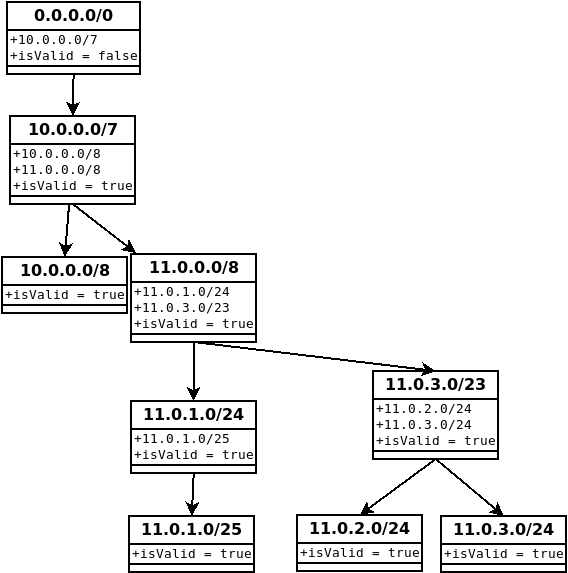 0.0.0.0/0
+10.0.0.0/7
+isValid = false
10.0.0.0/7
+10.0.0.0/8
+11.0.0.0/8
+isValid = true
10.0.0.0/8
+isValid = true
11.0.0.0/8
+11.0.1.0/24
+11.0.3.0/23
+isValid = true
11.0.1.0/24
+11.0.1.0/25
+isValid = true
11.0.3.0/23
+11.0.2.0/24
+11.0.3.0/24
+isValid = true
11.0.1.0/25
+isValid = true
11.0.2.0/24
+isValid = true
11.0.3.0/24
+isValid = true